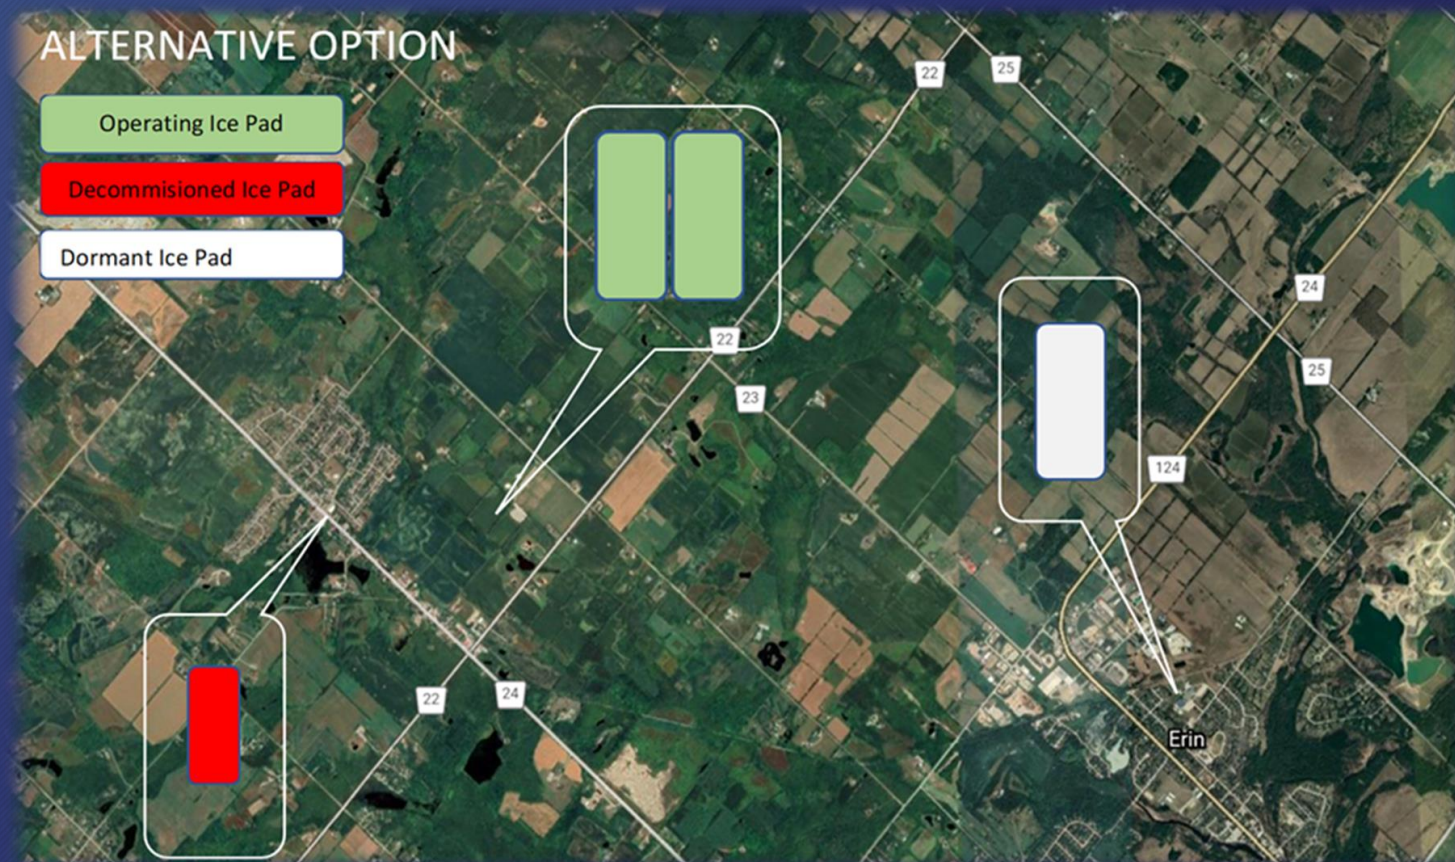 ALTERNATIVE OPTION
Operating Ice Pad
Decommisioned Ice Pad
Dormant Ice Pad
22
25
24
22
25
23
124
22
24
Erin